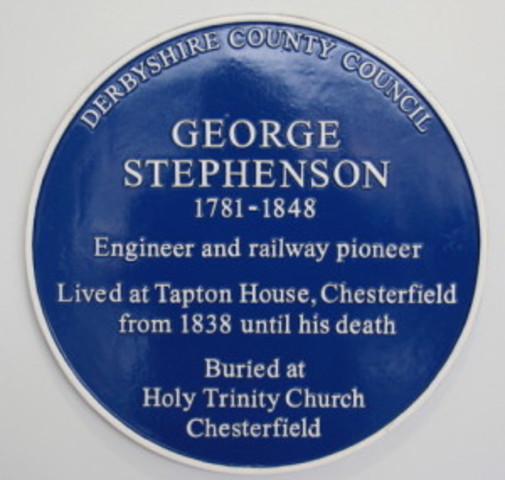 DERBYSHIRE COUNTY COUNCIL
GEORGE
STEPHENSON
1781-1848
Engineer and railway pioneer
Lived at Tapton House, Chesterfield
from 1838 until his death
Buried at
Holy Trinity Church
Chesterfield